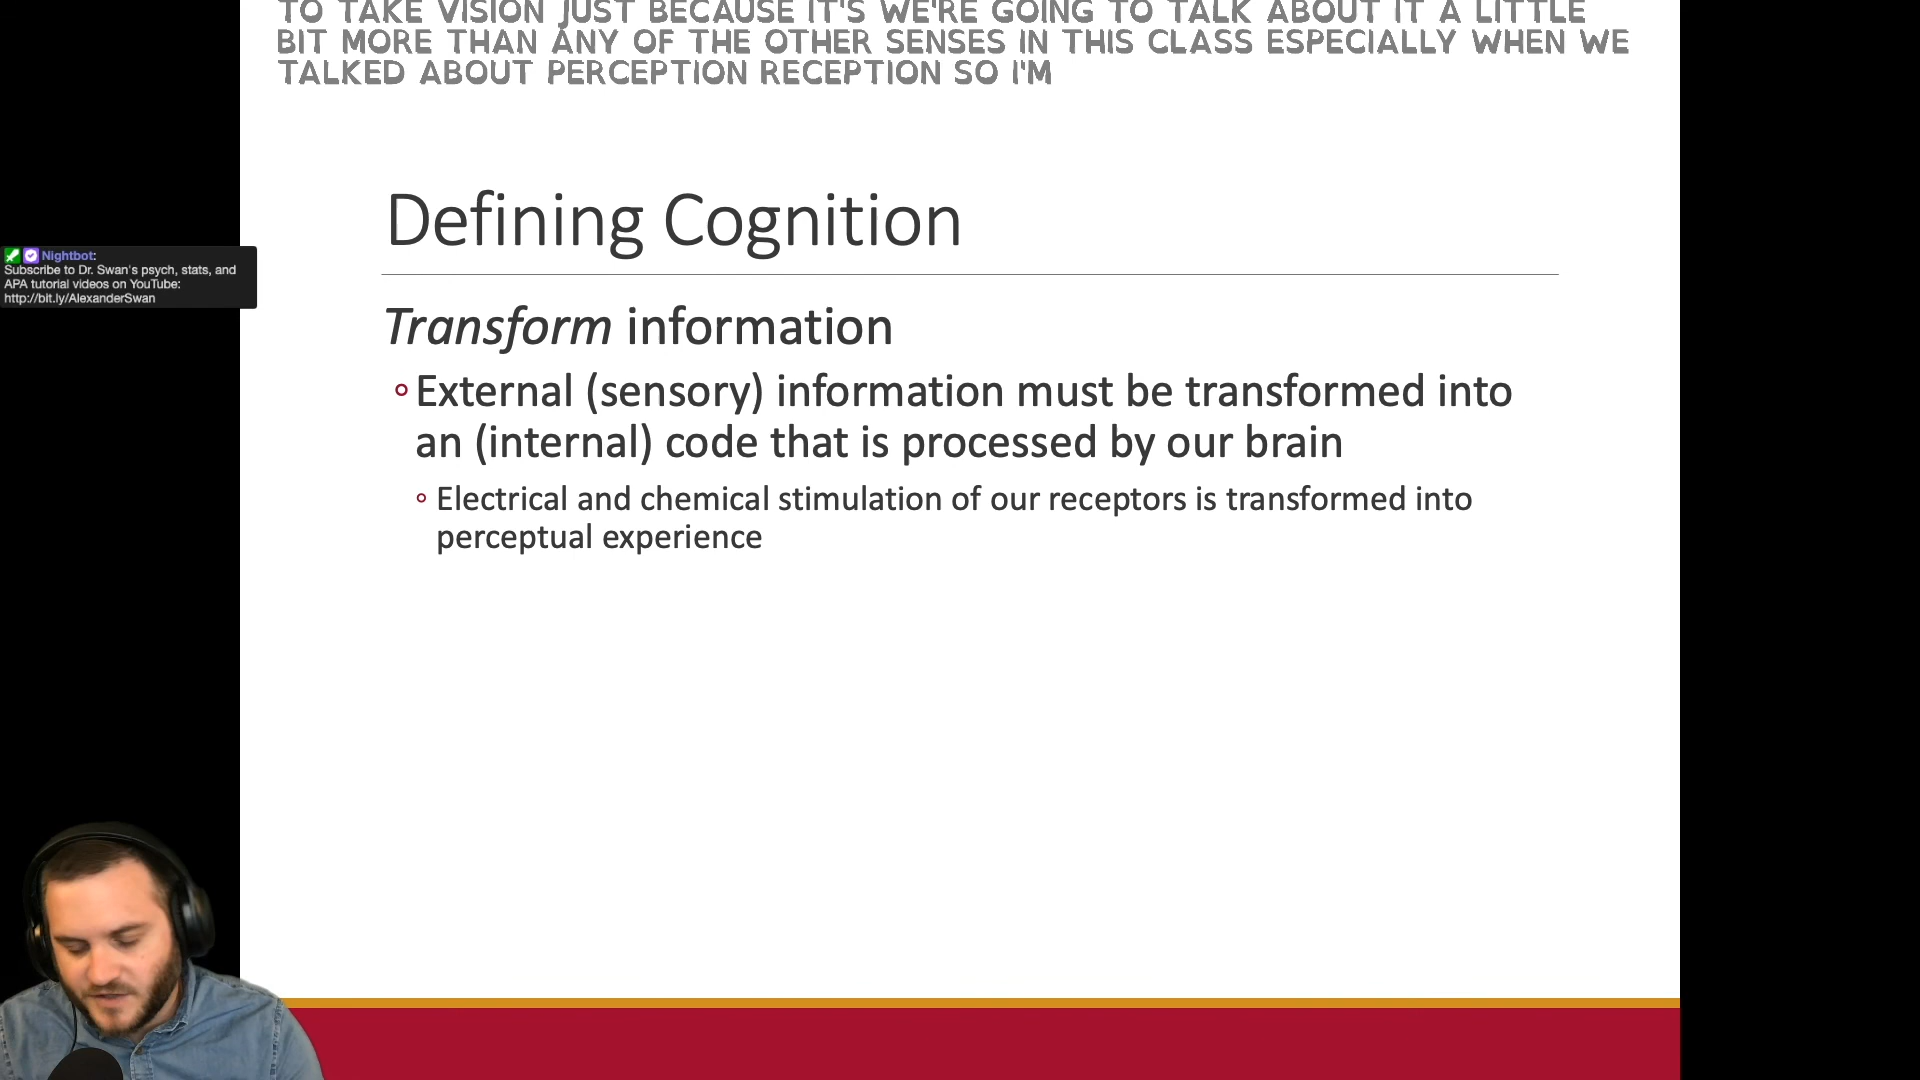 TO TAKE VISION JUST BECAUSE IT'S WE'RE GOING TO TALK ABOUT IT A LITTLE
BIT MORE THAN ANY OF THE OTHER SENSES IN THIS CLASS ESPECIALLY WHEN WE
TALKED ABOUT PERCEPTION RECEPTION SO I'M
Defining Cognition
Nightbot:
Subscribe to Dr. Swan's psych, stats, and
APA tutorial videos on YouTube:
http://bit.ly/AlexanderSwan
Transform information
◦External (sensory) information must be transformed into
an (internal) code that is processed by our brain
◦ Electrical and chemical stimulation of our receptors is transformed into
perceptual experience